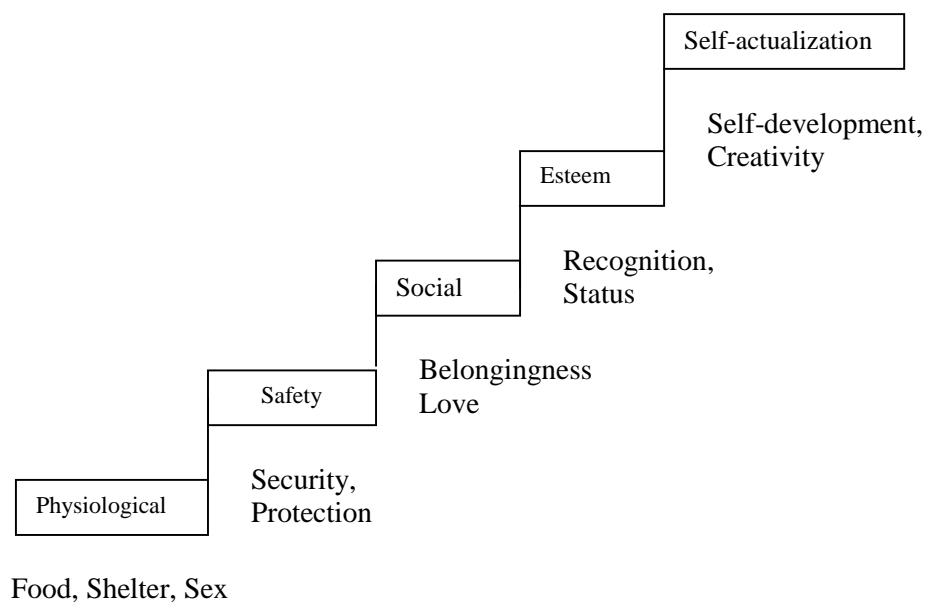 Self-actualization
Self-development,
Creativity
Esteem
Recognition,
Status
Social
Belongingness
Love
Safety
Security,
Protection
Physiological
Food, Shelter, Sex